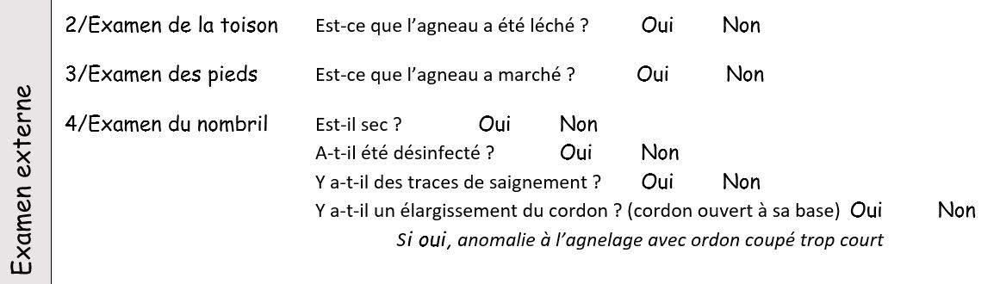 Examen externe
2/Examen de la toison Est-ce que l'agneau a été léché ? Oui Non
3/Examen des pieds Est-ce que l'agneau a marché ? Oui Non
4/Examen du nombril Est-il sec ? Oui Non
A-t-il été désinfecté ? Oui Non
Y a-t-il des traces de saignement ? Oui Non
Y a-t-il un élargissement du cordon ? (cordon ouvert à sa base) Oui Non
Si oui, anomalie à l'agnelage avec ordon coupé trop court